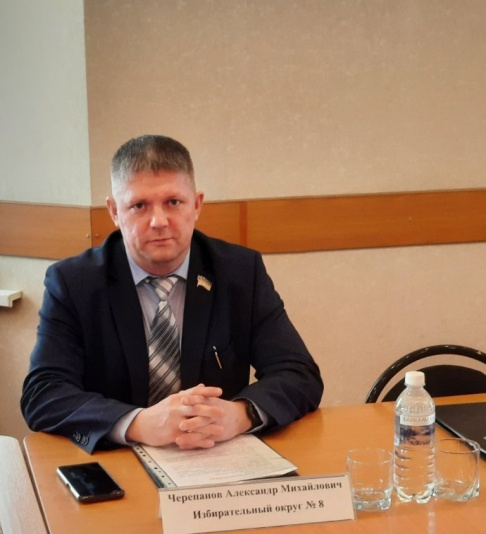 Черепанов Александр Михайлович
Избирательный округ № 8